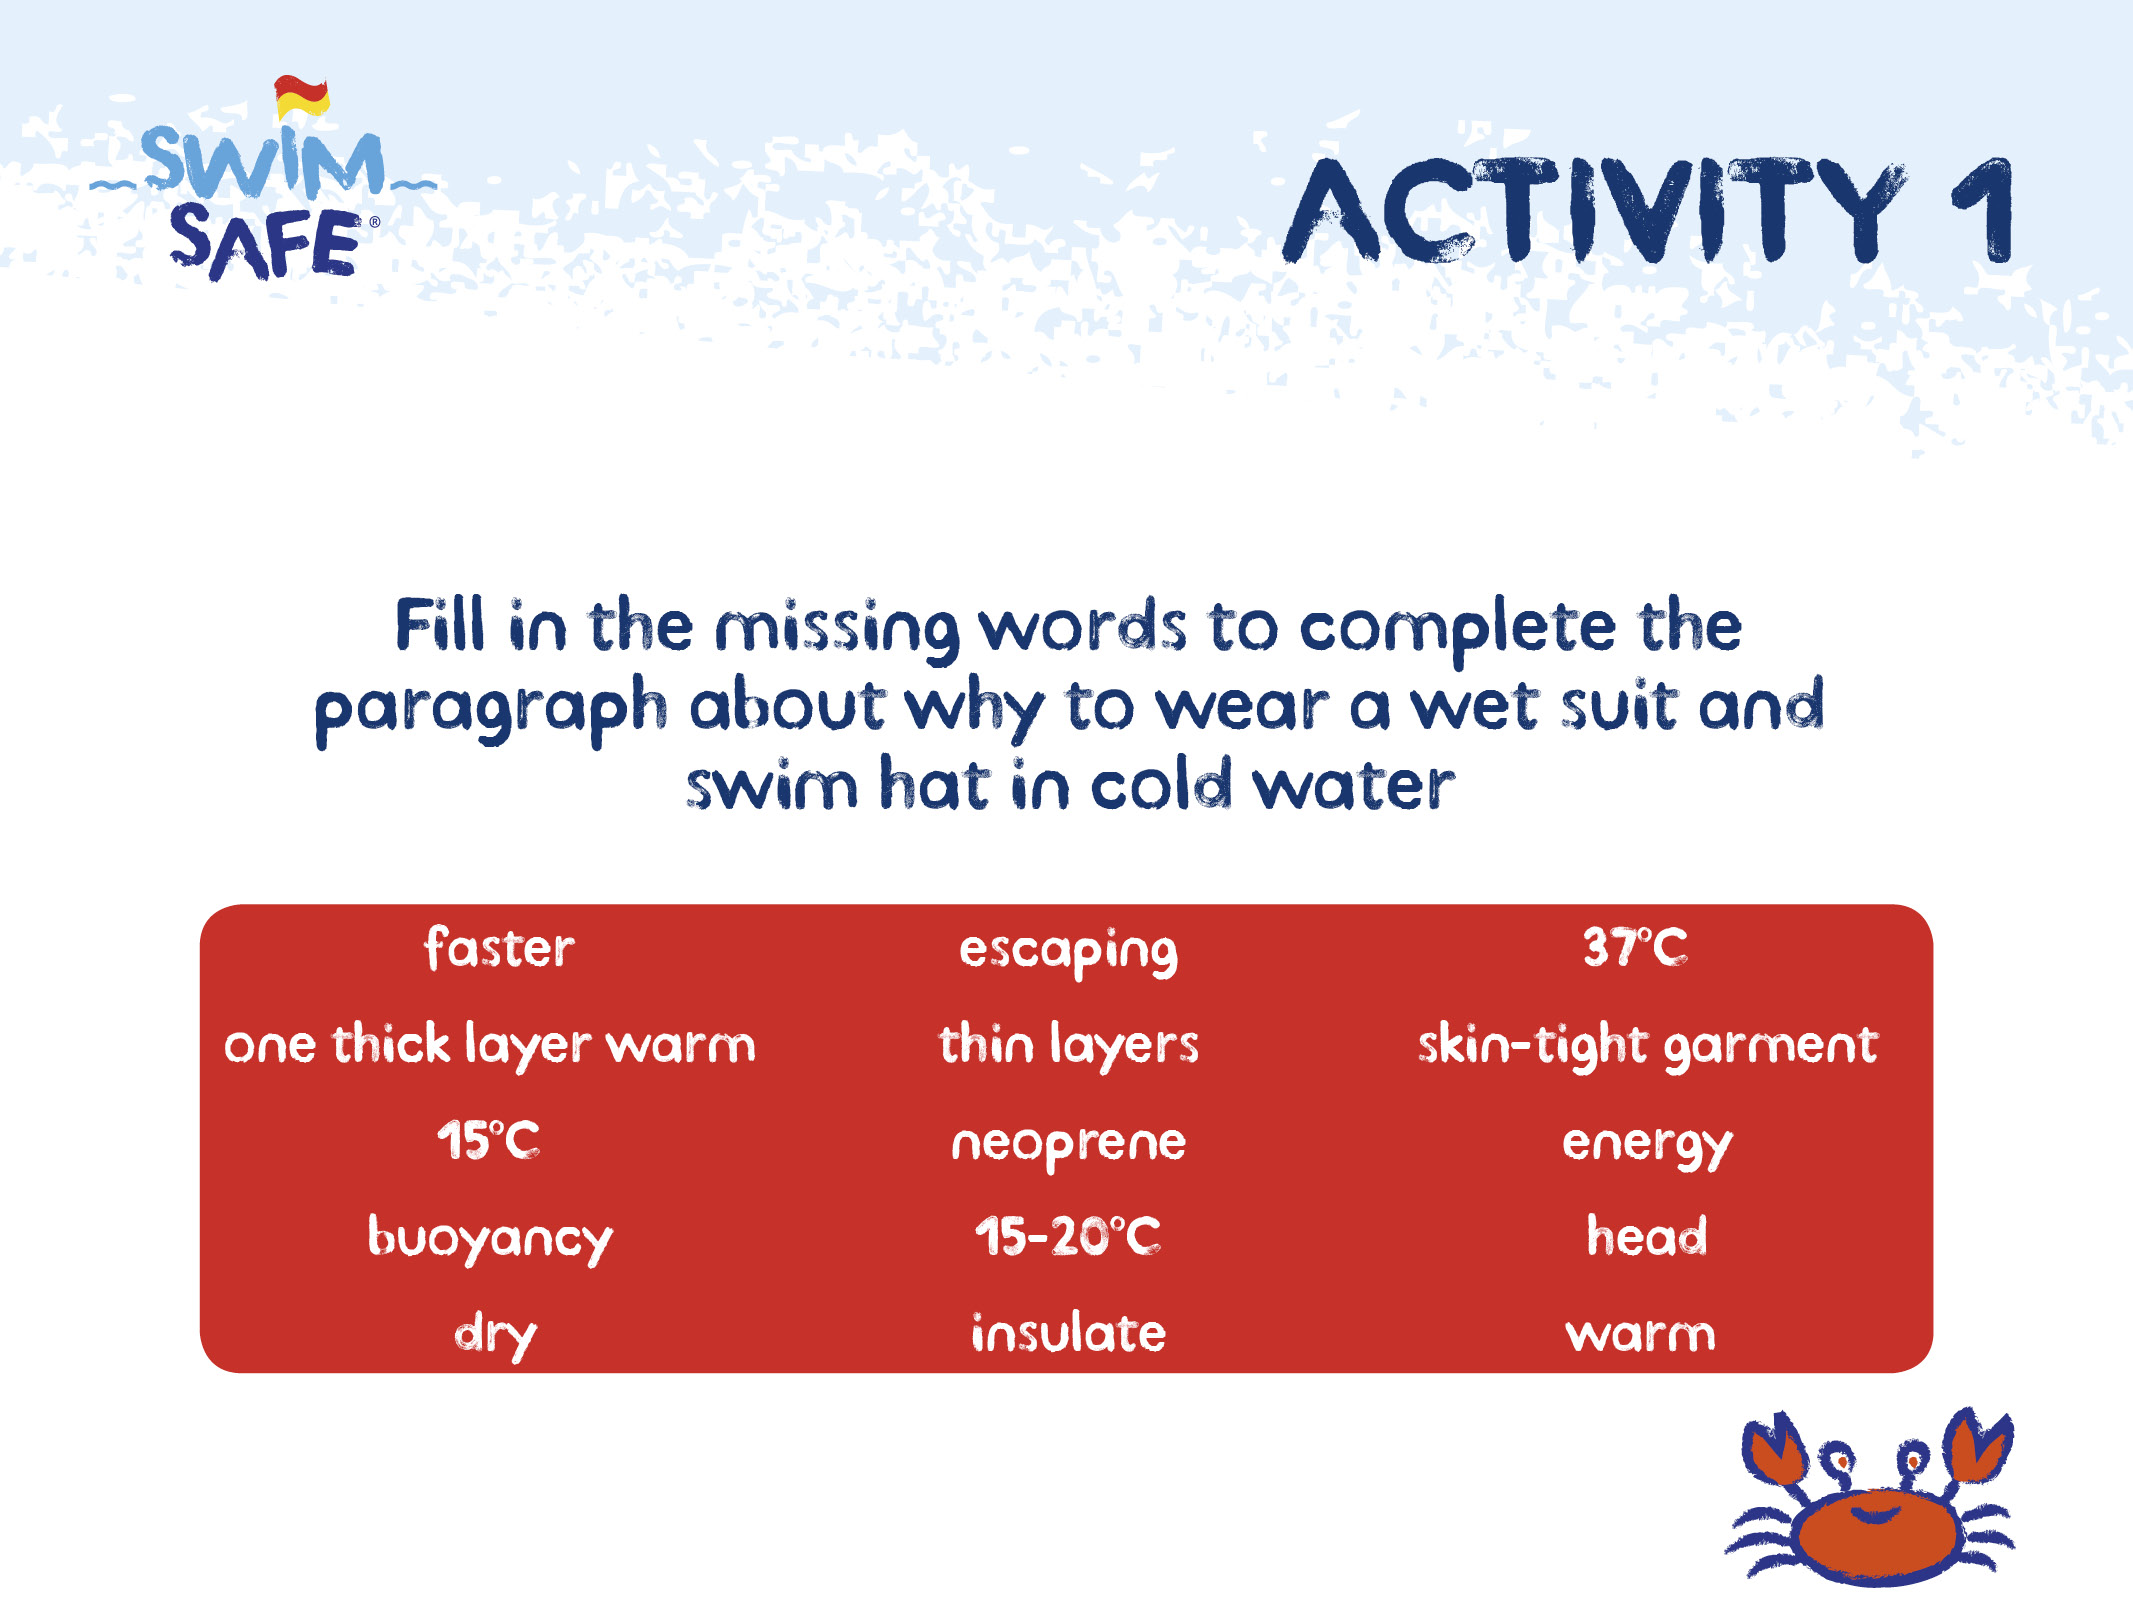 SWIM
SAFE®
ACTIVITY 1
Fill in the missing words to complete the
paragraph about why to wear a wet suit and
swim hat in cold water
faster escaping 37°C
one thick layer warm thin layers skin-tight garment
15°C neoprene energy
buoyancy 15-20°C head
dry insulate warm